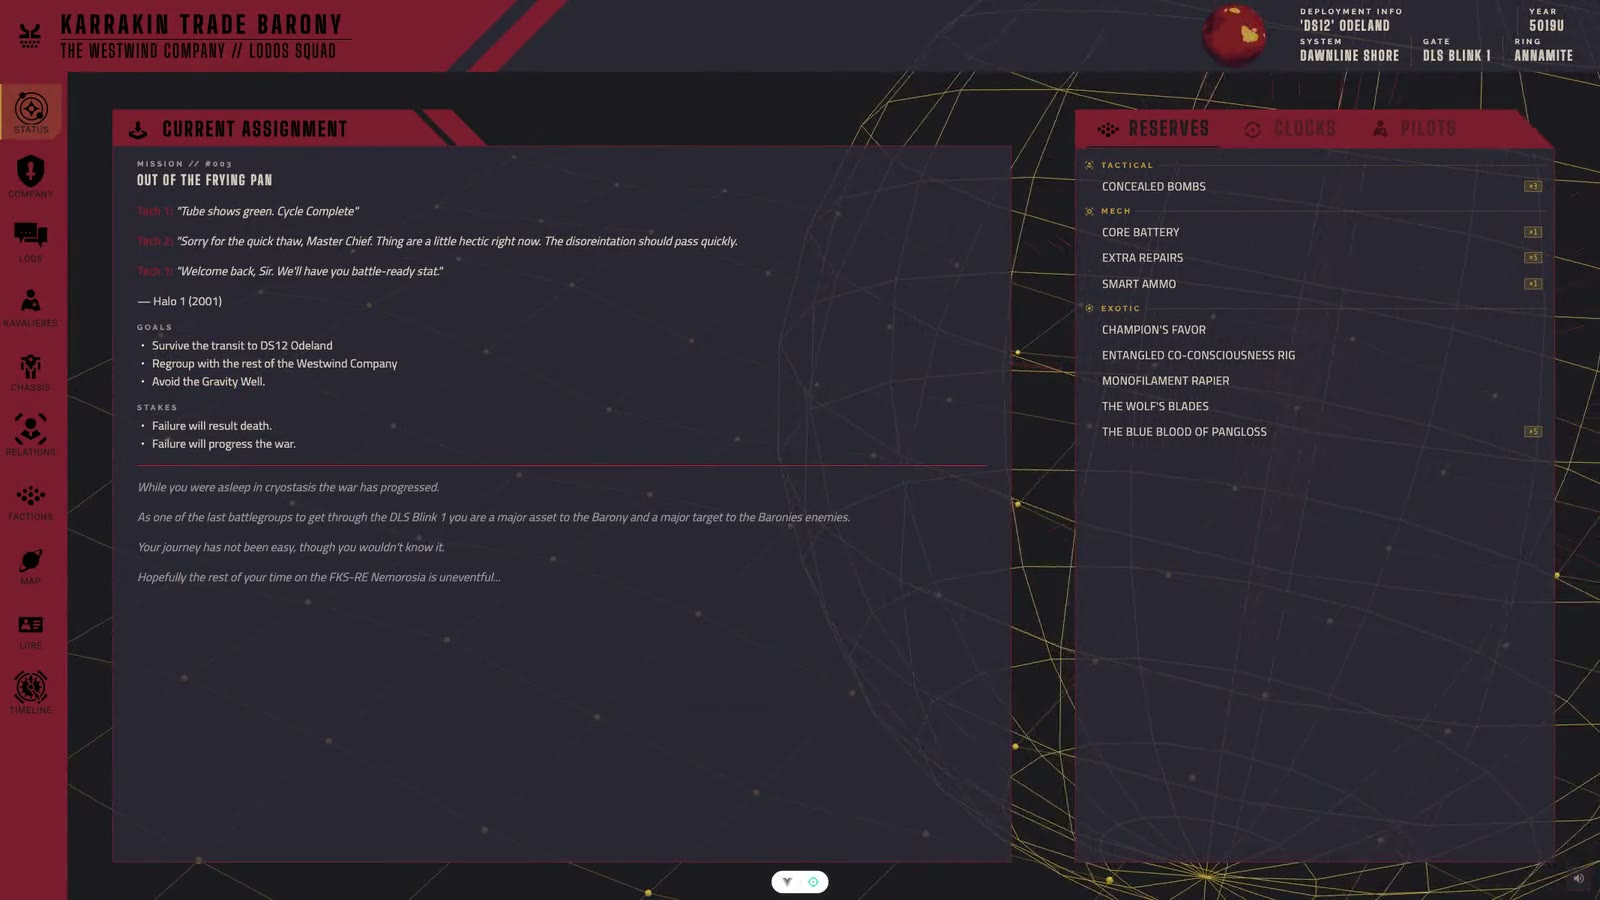 KARRAKIN TRADE BARONY
THE WESTWIND COMPANY // LODOS SQUAD
DEPLOYMENT INFO
'DS12' ODELAND
YEAR
5019U
SYSTEM
DAWNLINE SHORE
GATE
DLS BLINK 1
RING
ANNAMITE
STATUS
COMPANY
LOGS
KAVALIERES
CHASSIS
RELATIONS
FACTIONS
MAP
LORE
TIMELINE
CURRENT ASSIGNMENT
MISSION // #003
OUT OF THE FRYING PAN
Tech 1: "Tube shows green. Cycle Complete"
Tech 2: "Sorry for the quick thaw, Master Chief. Thing are a little hectic right now. The disoreintation should pass quickly.
Tech 1: "Welcome back, Sir. We'll have you battle-ready stat."
— Halo 1 (2001)
GOALS
• Survive the transit to DS12 Odeland
• Regroup with the rest of the Westwind Company
• Avoid the Gravity Well.
STAKES
• Failure will result death.
• Failure will progress the war.
While you were asleep in cryostasis the war has progressed.
As one of the last battlegroups to get through the DLS Blink 1 you are a major asset to the Barony and a major target to the Baronies enemies.
Your journey has not been easy, though you wouldn't know it.
Hopefully the rest of your time on the FKS-RE Nemorosia is uneventful...
RESERVES
CLOCKS
PILOTS
TACTICAL
CONCEALED BOMBS ×3
MECH
CORE BATTERY ×1
EXTRA REPAIRS ×5
SMART AMMO ×1
EXOTIC
CHAMPION'S FAVOR
ENTANGLED CO-CONSCIOUSNESS RIG
MONOFILAMENT RAPIER
THE WOLF'S BLADES
THE BLUE BLOOD OF PANGLOSS ×5